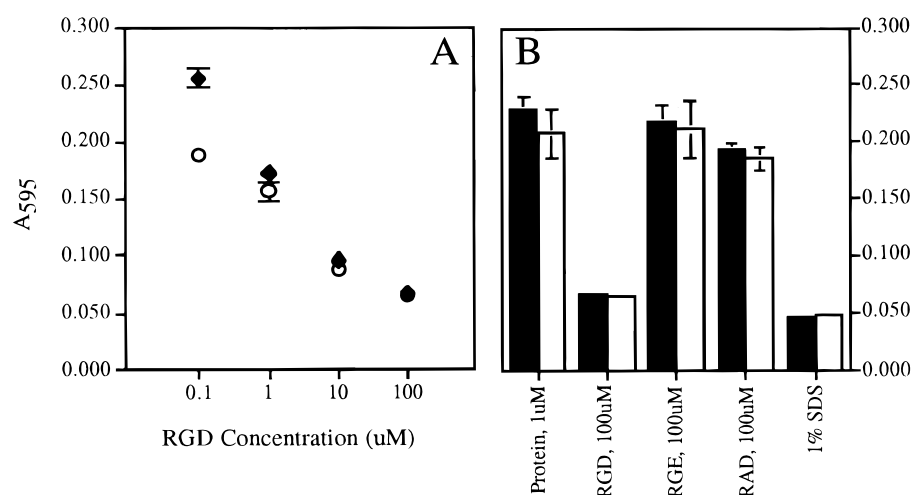 0.300
0.250
0.200
0.150
0.100
0.050
0.000
A595
A
0.1
1
10
100
RGD Concentration (uM)
B
0.300
0.250
0.200
0.150
0.100
0.050
0.000
Protein, 1uM
RGD, 100uM
RGE, 100uM
RAD, 100uM
1% SDS